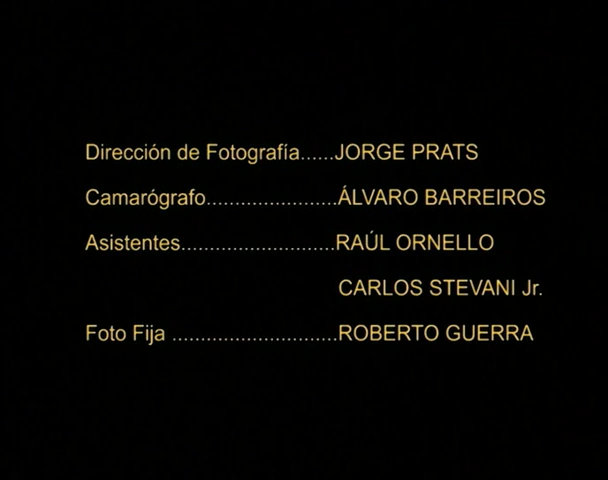 Dirección de Fotografía......JORGE PRATS
Camarógrafo.......................ÁLVARO BARREIROS
Asistentes...........................RAÚL ORNELLO
CARLOS STEVANI Jr.
Foto Fija .............................ROBERTO GUERRA